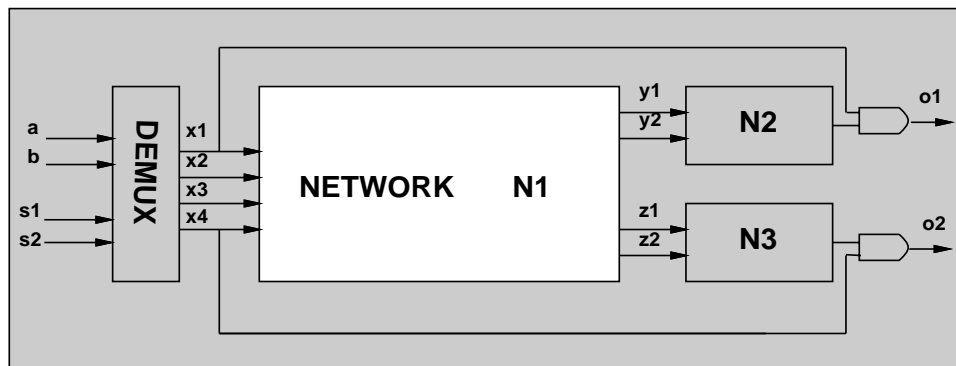 a
b
s1
s2
DEMUX
x1
x2
x3
x4
NETWORK N1
y1
y2
z1
z2
N2
N3
o1
o2